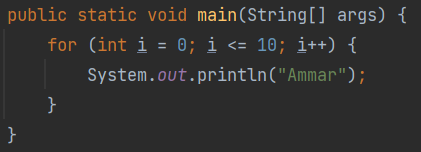 public static void main(String[] args) {
    for (int i = 0; i <= 10; i++) {
        System.out.println("Ammar");
    }
}